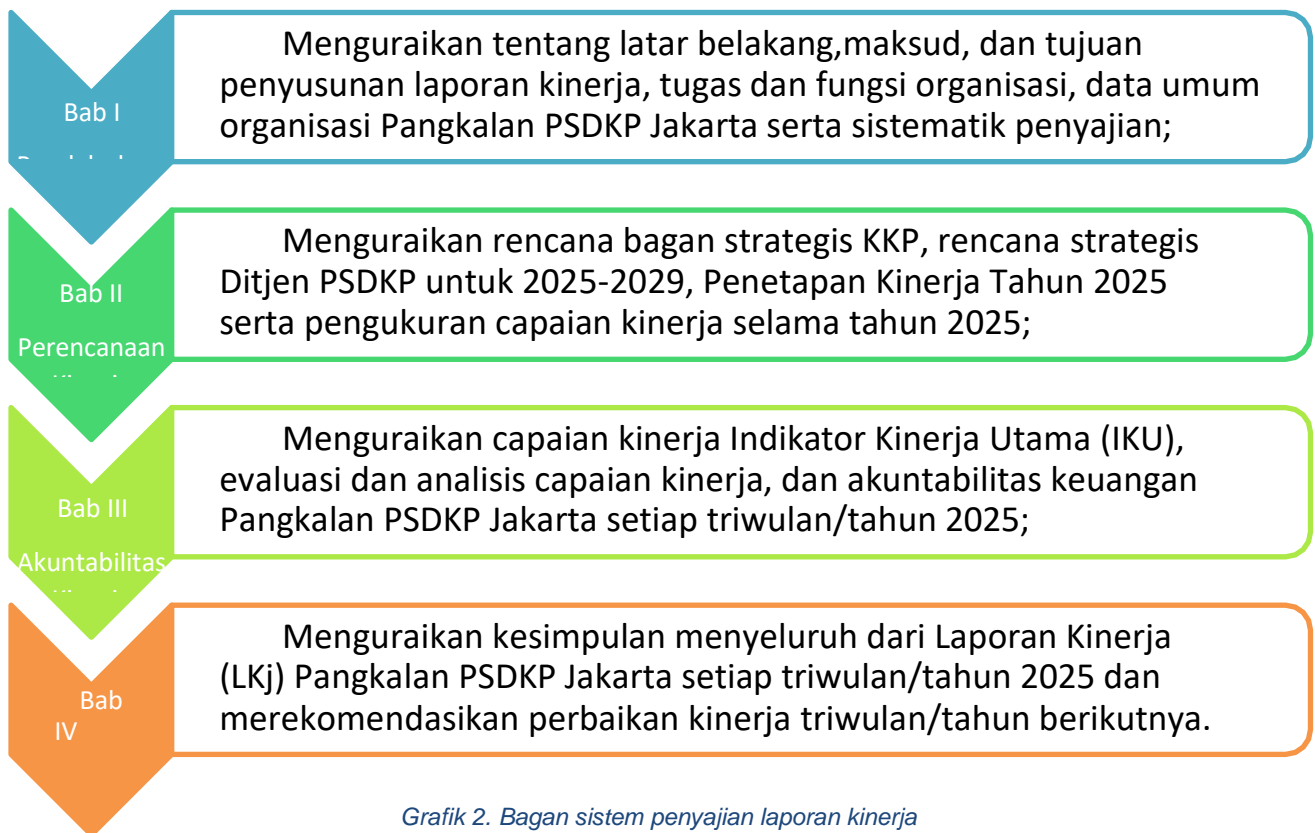 Bab I
Menguraikan tentang latar belakang,maksud, dan tujuan
penyusunan laporan kinerja, tugas dan fungsi organisasi, data umum
organisasi Pangkalan PSDKP Jakarta serta sistematik penyajian;
Bab II
Perencanaan
Menguraikan rencana bagan strategis KKP, rencana strategis
Ditjen PSDKP untuk 2025-2029, Penetapan Kinerja Tahun 2025
serta pengukuran capaian kinerja selama tahun 2025;
Bab III
Akuntabilitas
Menguraikan capaian kinerja Indikator Kinerja Utama (IKU),
evaluasi dan analisis capaian kinerja, dan akuntabilitas keuangan
Pangkalan PSDKP Jakarta setiap triwulan/tahun 2025;
Bab
IV
Menguraikan kesimpulan menyeluruh dari Laporan Kinerja
(LKj) Pangkalan PSDKP Jakarta setiap triwulan/tahun 2025 dan
merekomendasikan perbaikan kinerja triwulan/tahun berikutnya.
Grafik 2. Bagan sistem penyajian laporan kinerja